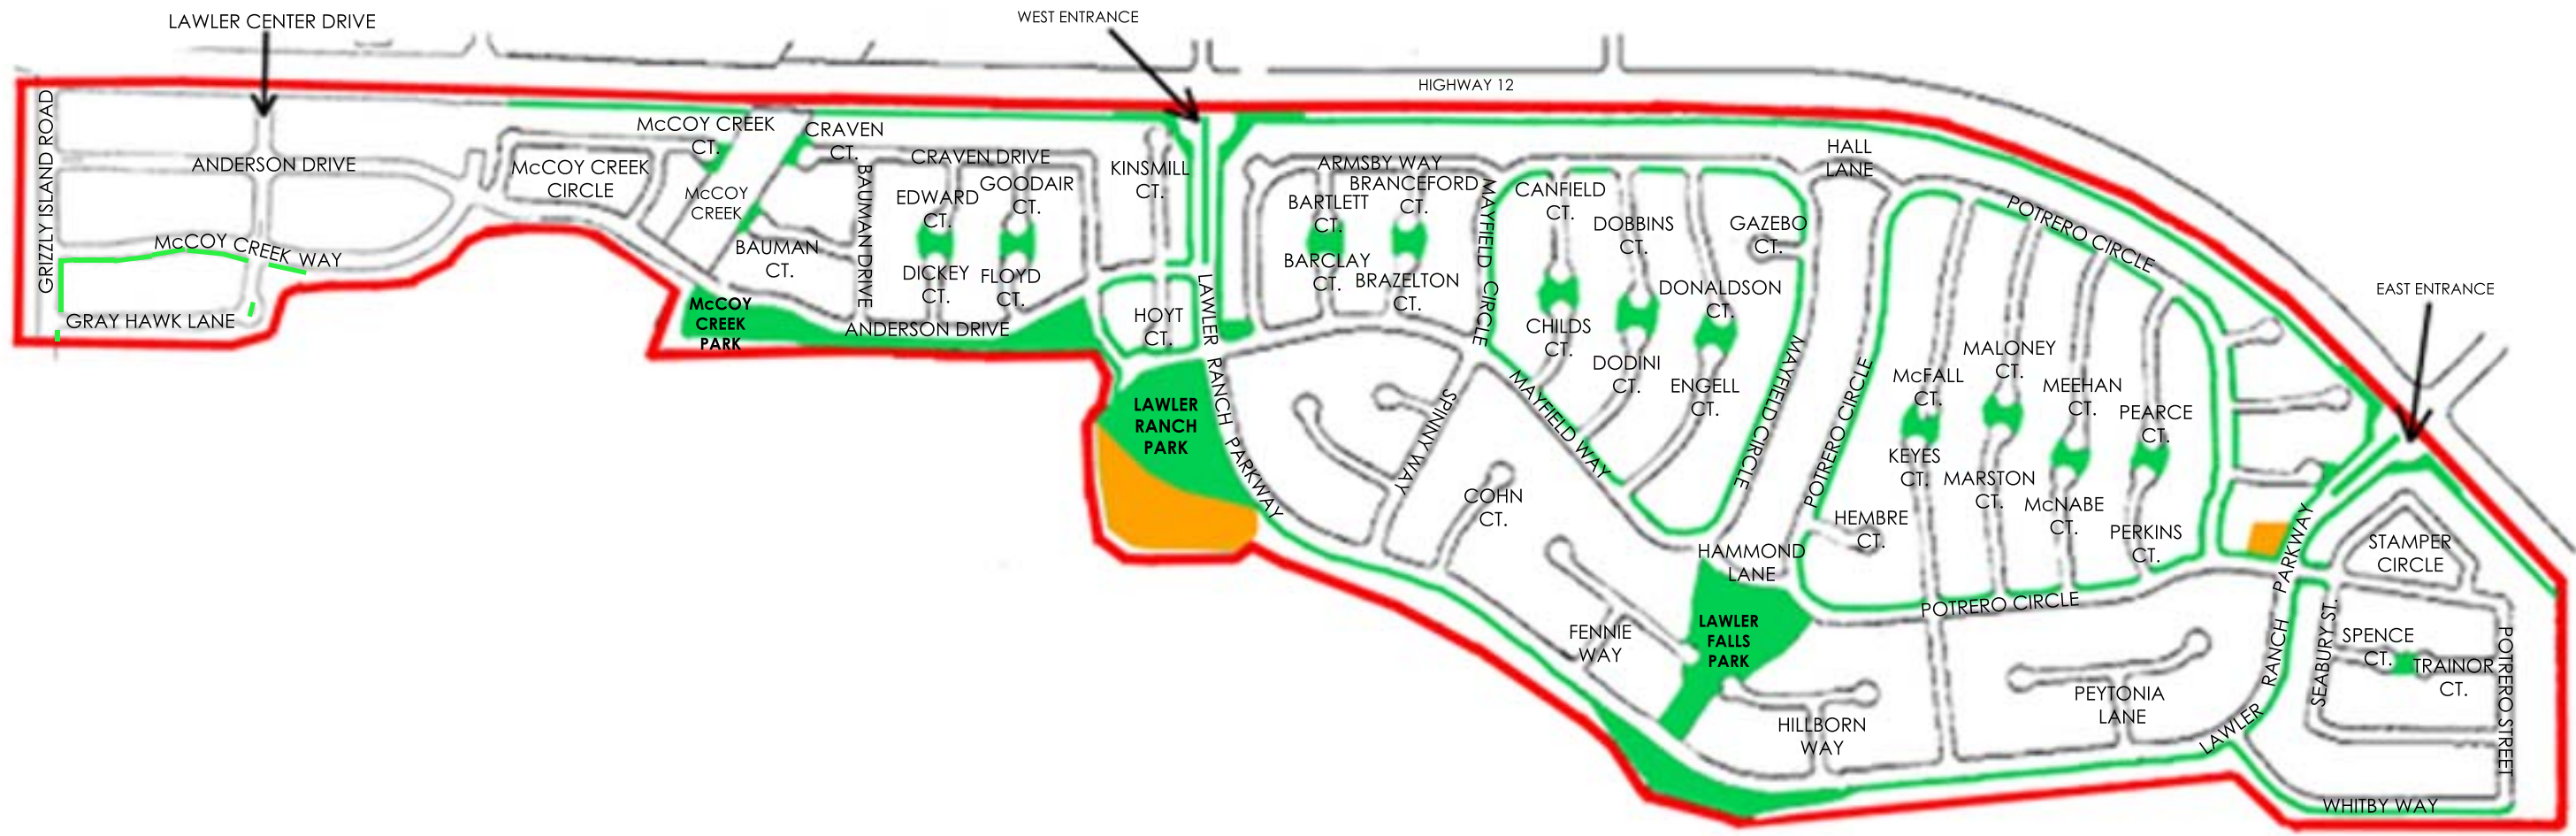 LAWLER CENTER DRIVE
WEST ENTRANCE
HIGHWAY 12
GRIZZLY ISLAND ROAD
ANDERSON DRIVE
McCOY CREEK WAY
GRAY HAWK LANE
McCOY CREEK
CIRCLE
McCOY CREEK
CT.
McCOY
CREEK
CRAVEN
CT.
CRAVEN DRIVE
BAUMAN DRIVE
BAUMAN
CT.
EDWARD
CT.
GOODAIR
CT.
DICKEY
CT.
FLOYD
CT.
ANDERSON DRIVE
McCOY
CREEK
PARK
KINSMILL
CT.
HOYT
CT.
LAWLER RANCH PARKWAY
LAWLER
RANCH
PARK
ARMSBY WAY
BARTLETT
CT.
BRANCEFORD
CT.
BARCLAY
CT.
BRAZELTON
CT.
MAYFIELD CIRCLE
CANFIELD
CT.
DOBBINS
CT.
GAZEBO
CT.
CHILDS
CT.
DONALDSON
CT.
DODINI
CT.
ENGELL
CT.
MAYFIELD WAY
MAYFIELD CIRCLE
SPINNY WAY
COHN
CT.
HALL
LANE
POTRERO CIRCLE
POTRERO CIRCLE
McFALL
CT.
MALONEY
CT.
MEEHAN
CT.
PEARCE
CT.
KEYES
CT.
MARSTON
CT.
McNABE
CT.
PERKINS
CT.
HEMBRE
CT.
HAMMOND
LANE
POTRERO CIRCLE
FENNIE
WAY
LAWLER
FALLS
PARK
HILLBORN
WAY
PEYTONIA
LANE
LAWLER RANCH PARKWAY
EAST ENTRANCE
STAMPER
CIRCLE
SEABURY ST.
SPENCE
CT.
TRAINOR
CT.
POTRERO STREET
WHITBY WAY